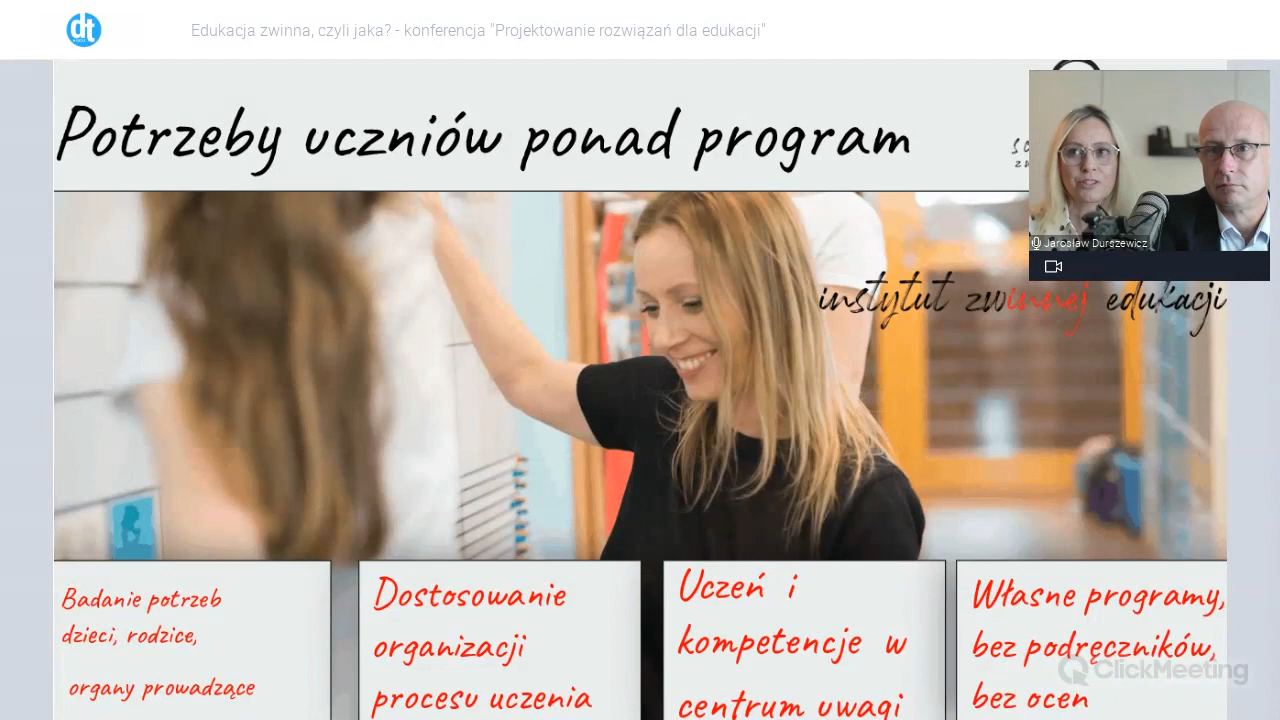 dt
Edukacja zwinna, czyli jaka? - konferencja "Projektowanie rozwiązań dla edukacji"
Potrzeby uczniów ponad program
Jarosław Durszewicz
instytut zwinnej edukacji
Badanie potrzeb
dzieci, rodzice,
organy prowadzące
Dostosowanie
organizacji
procesu uczenia
Uczeń i
kompetencje w
centrum uwagi
Własne programy,
bez podręczników,
bez ocen
ClickMeeting